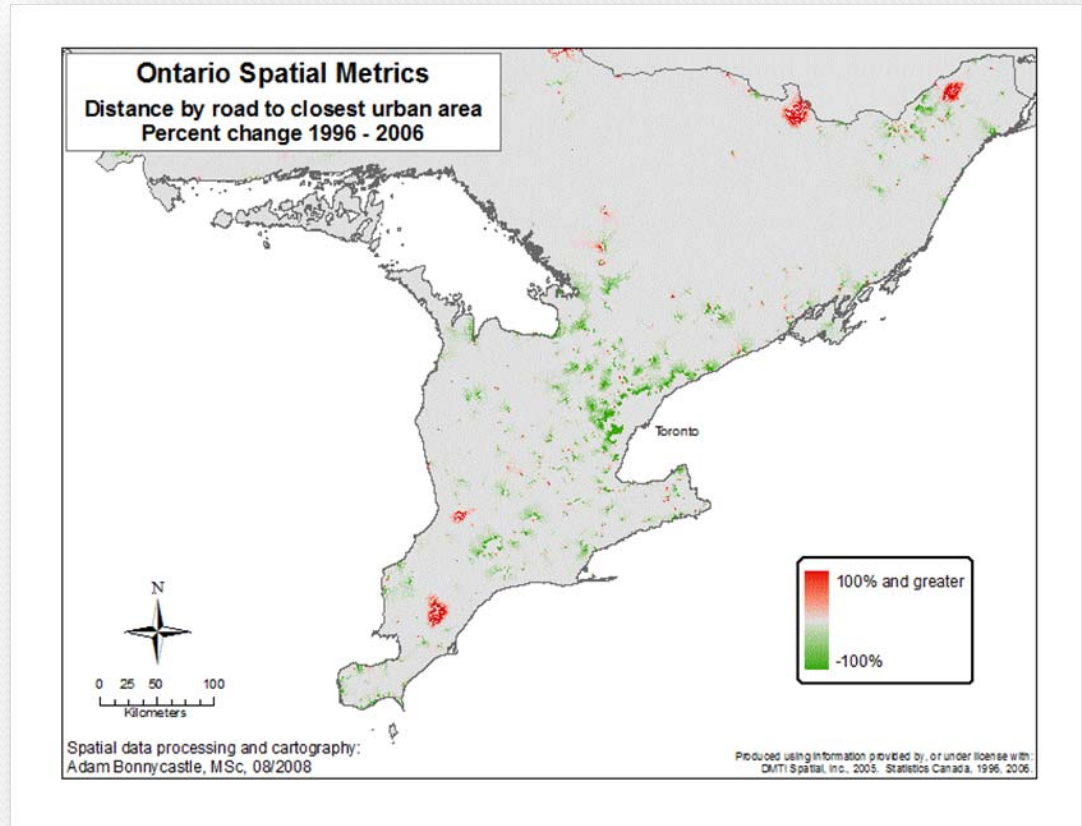 Ontario Spatial Metrics
Distance by road to closest urban area
Percent change 1996 - 2006
Toronto
100% and greater
-100%
N
0 25 50 100
Kilometers
Spatial data processing and cartography:
Adam Bonnycastle, MSc, 08/2008
Produced using information provided by, or under license with:
DMTI Spatial, Inc., 2005. Statistics Canada, 1996, 2006.